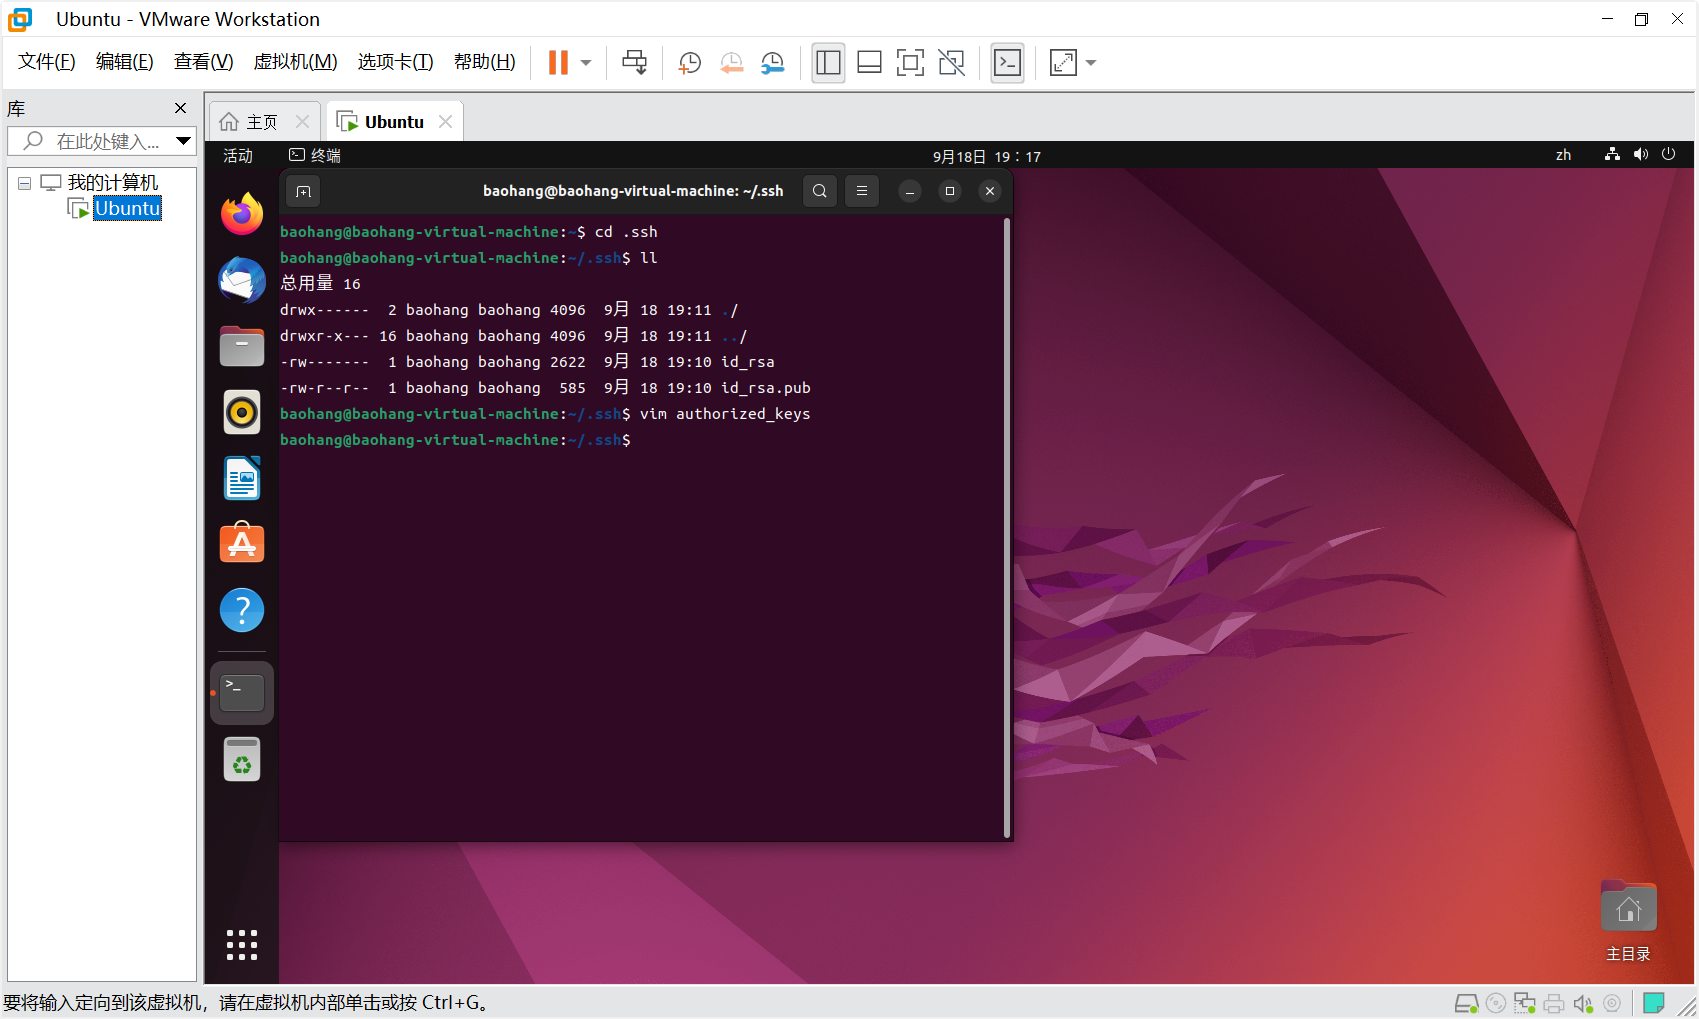 Ubuntu - VMware Workstation
文件(F) 编辑(E) 查看(V) 虚拟机(M) 选项卡(T) 帮助(H)
库
在此处键入...
我的计算机
Ubuntu
主页
Ubuntu
活动 终端 9月18日 19：17 zh
baohang@baohang-virtual-machine: ~/.ssh
baohang@baohang-virtual-machine:~$ cd .ssh
baohang@baohang-virtual-machine:~/.ssh$ ll
总用量 16
drwx------  2 baohang baohang 4096  9月 18 19:11 ./
drwxr-x--- 16 baohang baohang 4096  9月 18 19:11 ../
-rw-------  1 baohang baohang 2622  9月 18 19:10 id_rsa
-rw-r--r--  1 baohang baohang  585  9月 18 19:10 id_rsa.pub
baohang@baohang-virtual-machine:~/.ssh$ vim authorized_keys
baohang@baohang-virtual-machine:~/.ssh$
主目录
要将输入定向到该虚拟机，请在虚拟机内部单击或按 Ctrl+G。